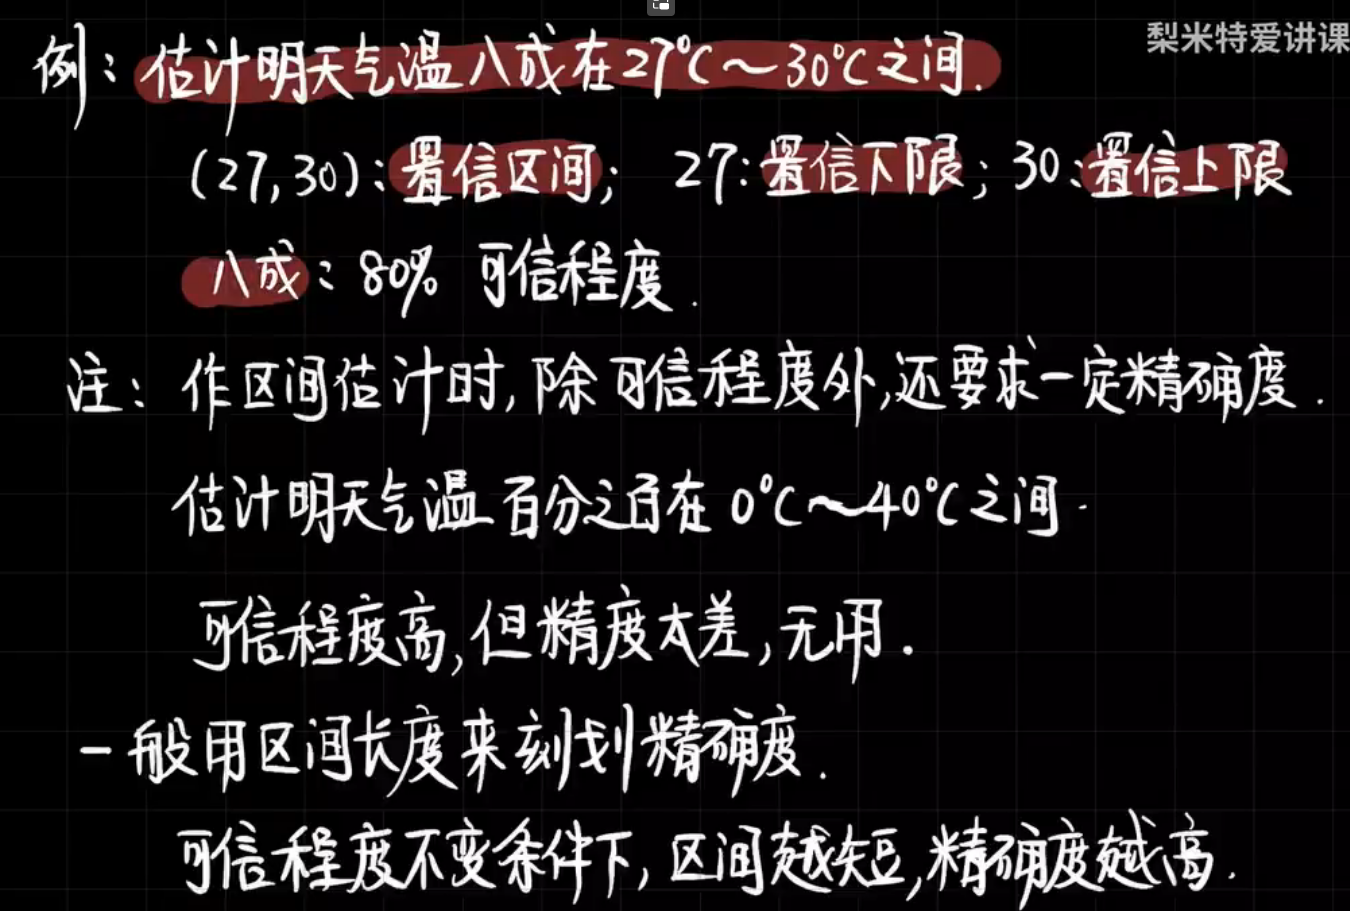 梨米特爱讲课
例：估计明天气温八成在27℃～30℃之间.
(27,30):置信区间; 27:置信下限; 30:置信上限
八成：80% 可信程度.
注：作区间估计时,除可信程度外,还要求一定精确度.
估计明天气温百分之百在0℃～40℃之间.
可信程度高,但精度太差,无用.
一般用区间长度来刻划精确度.
可信程度不变条件下,区间越短,精确度越高.